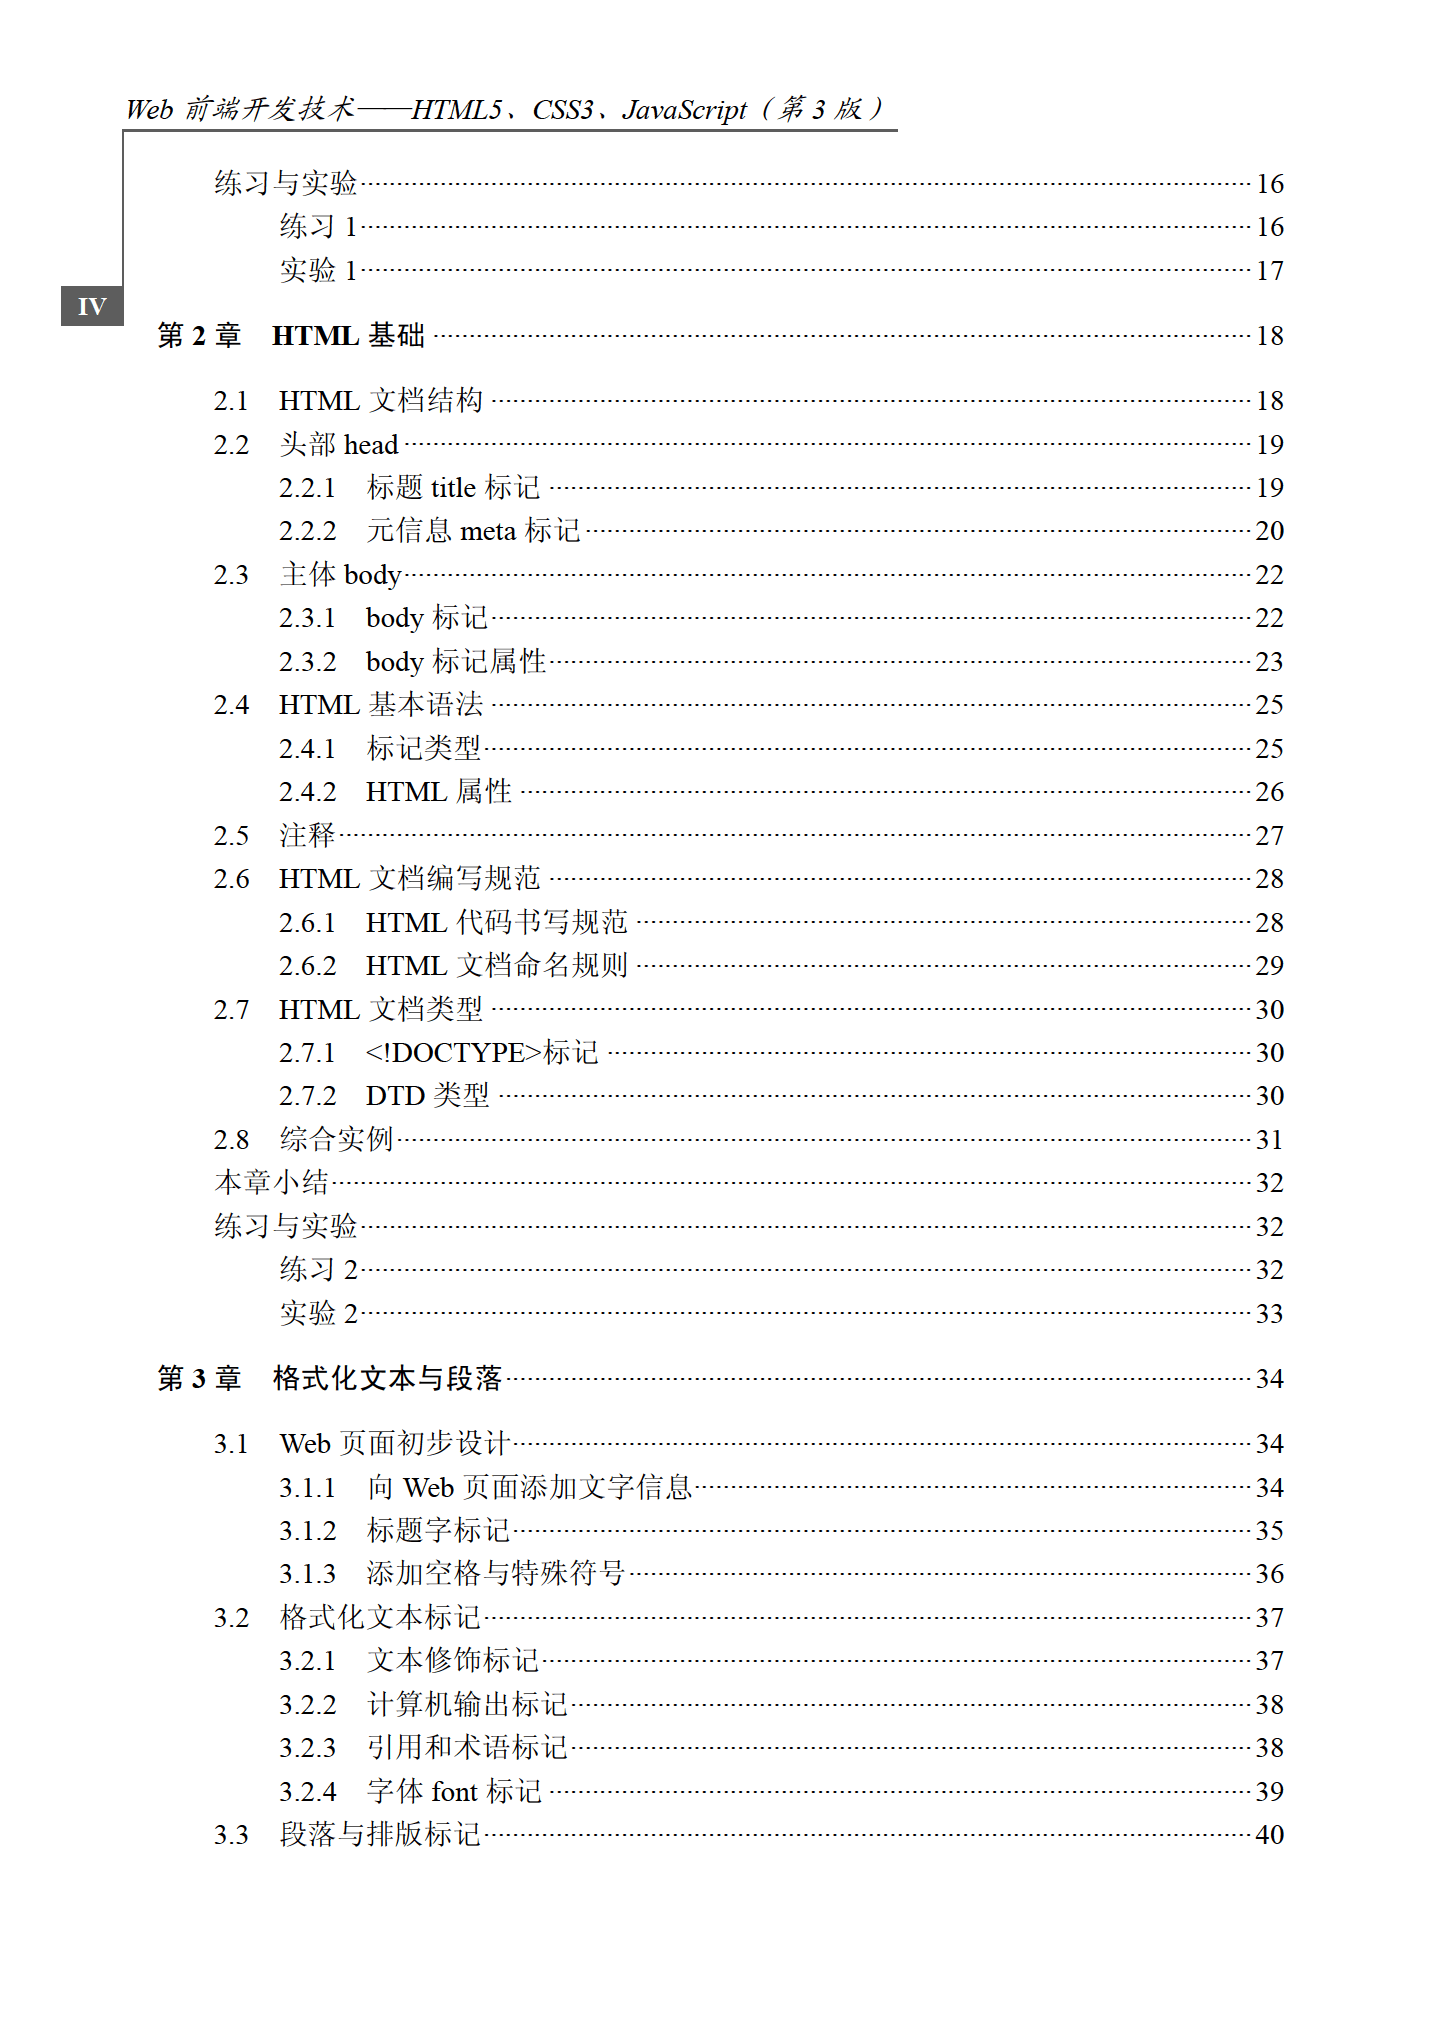 Web 前端开发技术——HTML5、CSS3、JavaScript（第 3 版）
练习与实验 16
练习 1 16
实验 1 17
IV
第 2 章 HTML 基础 18
2.1 HTML 文档结构 18
2.2 头部 head 19
2.2.1 标题 title 标记 19
2.2.2 元信息 meta 标记 20
2.3 主体 body 22
2.3.1 body 标记 22
2.3.2 body 标记属性 23
2.4 HTML 基本语法 25
2.4.1 标记类型 25
2.4.2 HTML 属性 26
2.5 注释 27
2.6 HTML 文档编写规范 28
2.6.1 HTML 代码书写规范 28
2.6.2 HTML 文档命名规则 29
2.7 HTML 文档类型 30
2.7.1 <!DOCTYPE>标记 30
2.7.2 DTD 类型 30
2.8 综合实例 31
本章小结 32
练习与实验 32
练习 2 32
实验 2 33
第 3 章 格式化文本与段落 34
3.1 Web 页面初步设计 34
3.1.1 向 Web 页面添加文字信息 34
3.1.2 标题字标记 35
3.1.3 添加空格与特殊符号 36
3.2 格式化文本标记 37
3.2.1 文本修饰标记 37
3.2.2 计算机输出标记 38
3.2.3 引用和术语标记 38
3.2.4 字体 font 标记 39
3.3 段落与排版标记 40